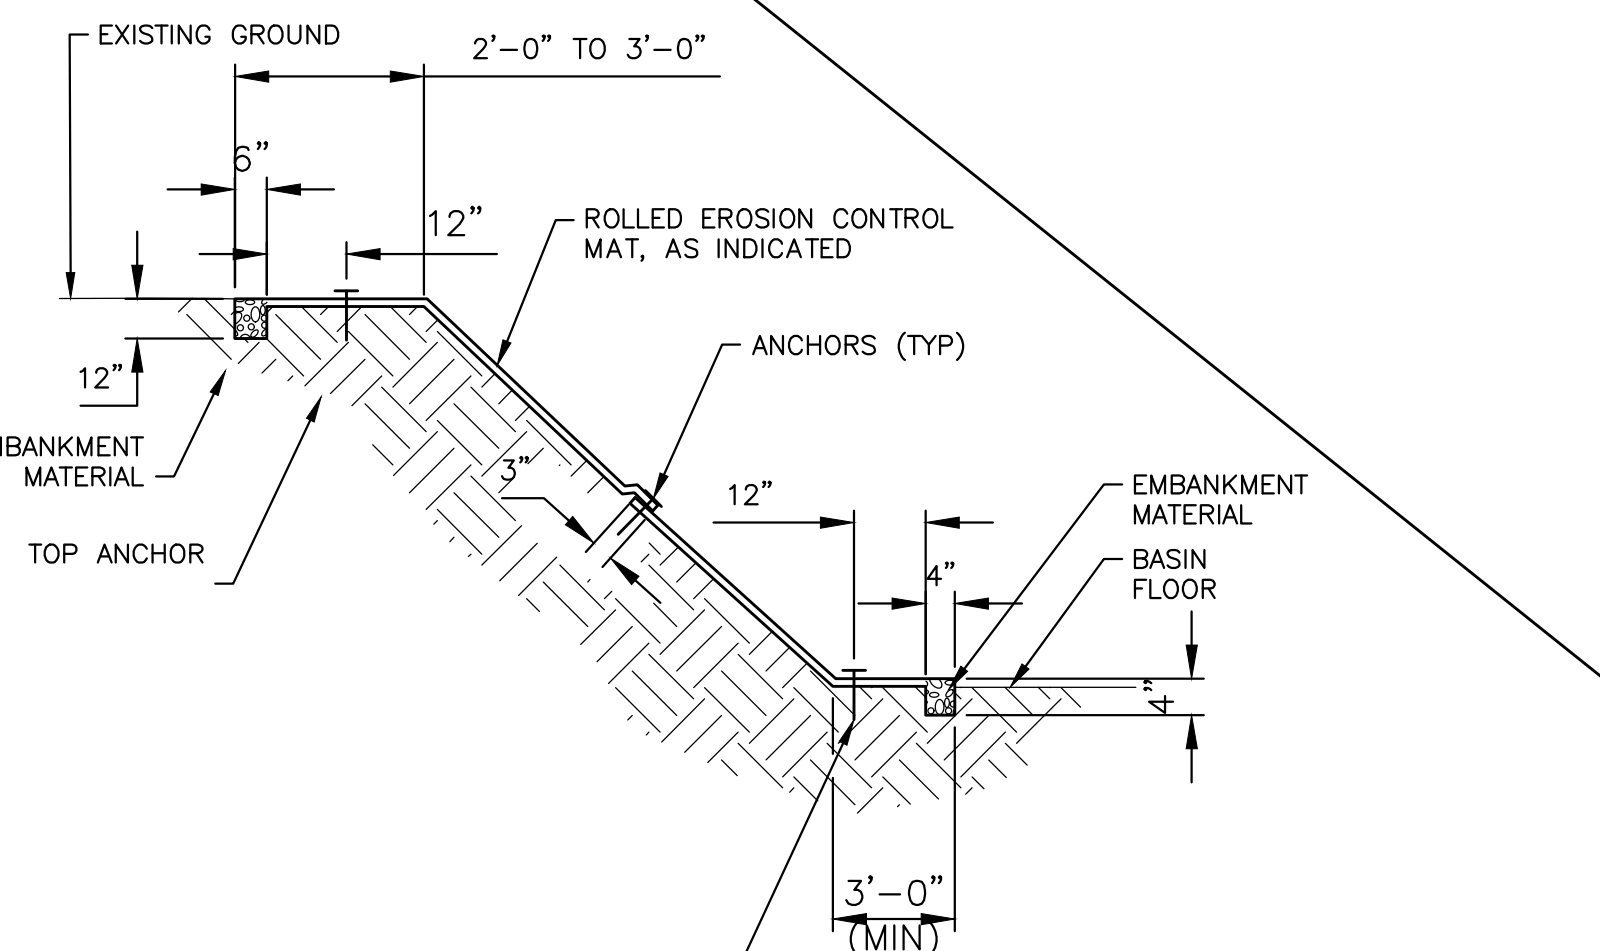 EXISTING GROUND
2'-0" TO 3'-0"
6"
12"
ROLLED EROSION CONTROL
MAT, AS INDICATED
ANCHORS (TYP)
12"
MBANKMENT
MATERIAL
3"
TOP ANCHOR
12"
EMBANKMENT
MATERIAL
BASIN
FLOOR
4"
4"
3'-0"
(MIN)